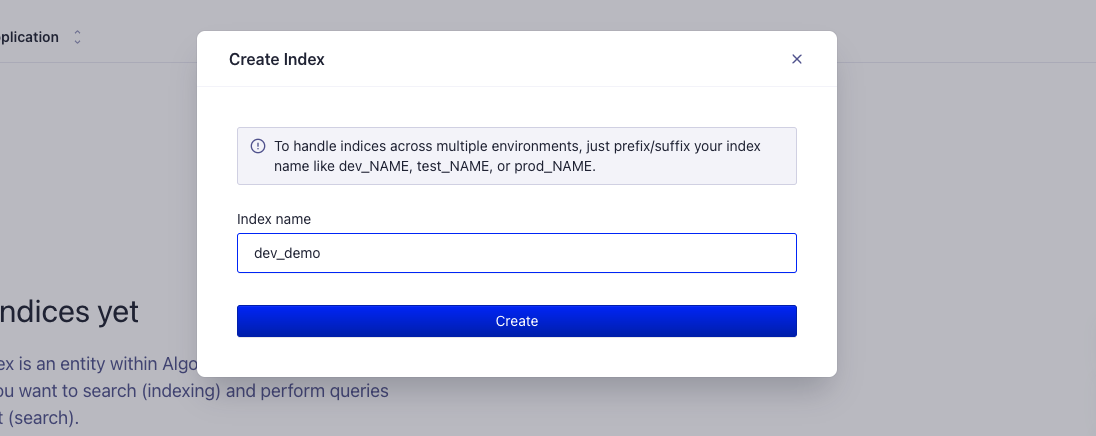 plication
Create Index
To handle indices across multiple environments, just prefix/suffix your index
name like dev_NAME, test_NAME, or prod_NAME.
Index name
dev_demo
Create
ndices yet
ex is an entity within Algo
ou want to search (indexing) and perform queries
t (search).